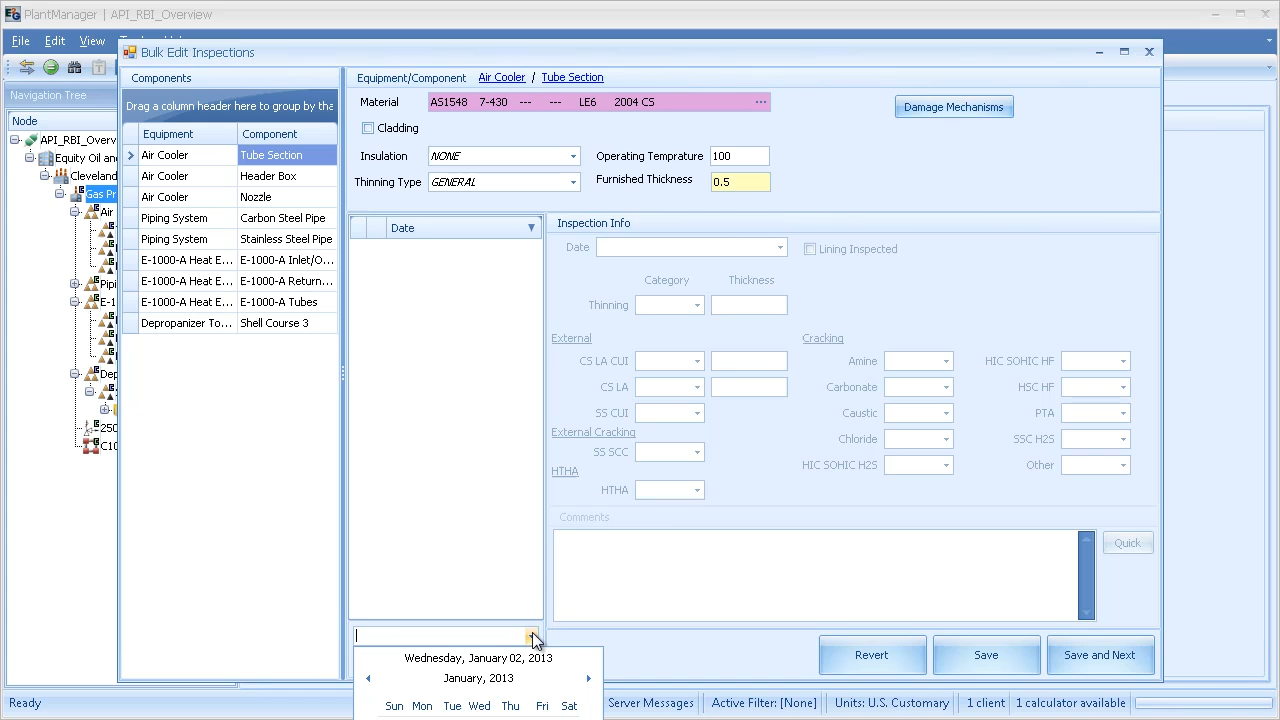 PlantManager | API_RBI_Overview
File Edit View
Bulk Edit Inspections
Navigation Tree
Node
API_RBI_Overv
Equity Oil and
Cleveland
Gas Pr
Air
Pipi
E-1
Dep
250
C10
Components
Drag a column header here to group by tha
Equipment Component
Air Cooler Tube Section
Air Cooler Header Box
Air Cooler Nozzle
Piping System Carbon Steel Pipe
Piping System Stainless Steel Pipe
E-1000-A Heat E... E-1000-A Inlet/O...
E-1000-A Heat E... E-1000-A Return...
E-1000-A Heat E... E-1000-A Tubes
Depropanizer To... Shell Course 3
Equipment/Component Air Cooler / Tube Section
Material AS1548 7-430 --- --- LE6 2004 CS ...
Damage Mechanisms
Cladding
Insulation NONE Operating Temprature 100
Thinning Type GENERAL Furnished Thickness 0.5
Date
Inspection Info
Date Lining Inspected
Category Thickness
Thinning
External Cracking
CS LA CUI Amine HIC SOHIC HF
CS LA Carbonate HSC HF
SS CUI Caustic PTA
External Cracking
SS SCC Chloride SSC H2S
HTHA HIC SOHIC H2S Other
HTHA
Comments
Quick
Revert Save Save and Next
Wednesday, January 02, 2013
January, 2013
Sun Mon Tue Wed Thu Fri Sat
Ready Server Messages Active Filter: [None] Units: U.S. Customary 1 client 1 calculator available